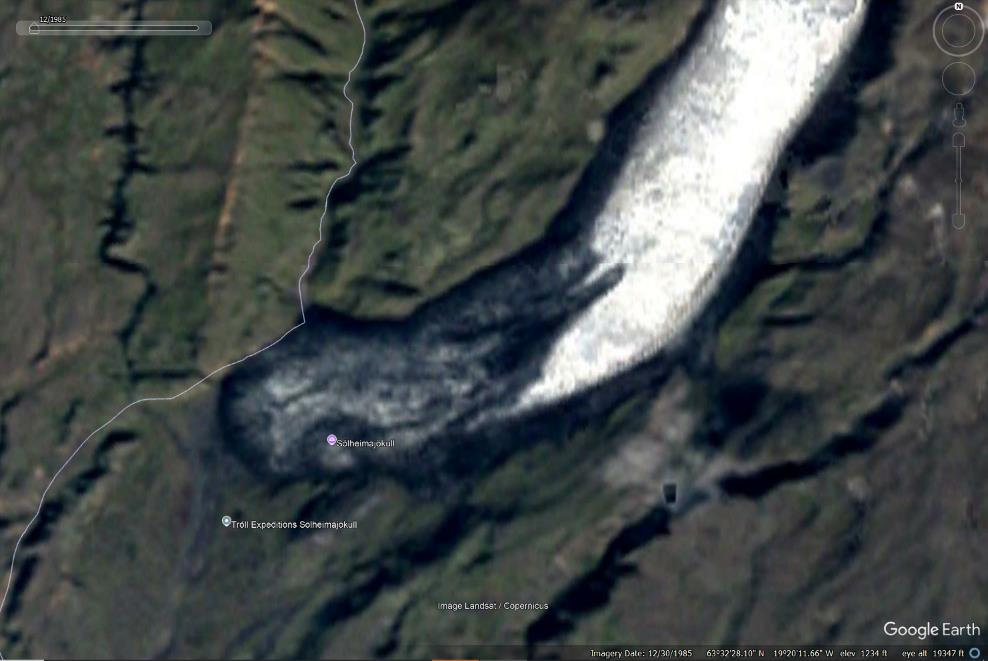 12/1985
N
Sólheimajökull
Tröll Expeditions Sólheimajökull
Image Landsat / Copernicus
Google Earth
Imagery Date: 12/30/1985 63°32'28.10" N 19°20'11.66" W elev 1234 ft eye alt 19347 ft